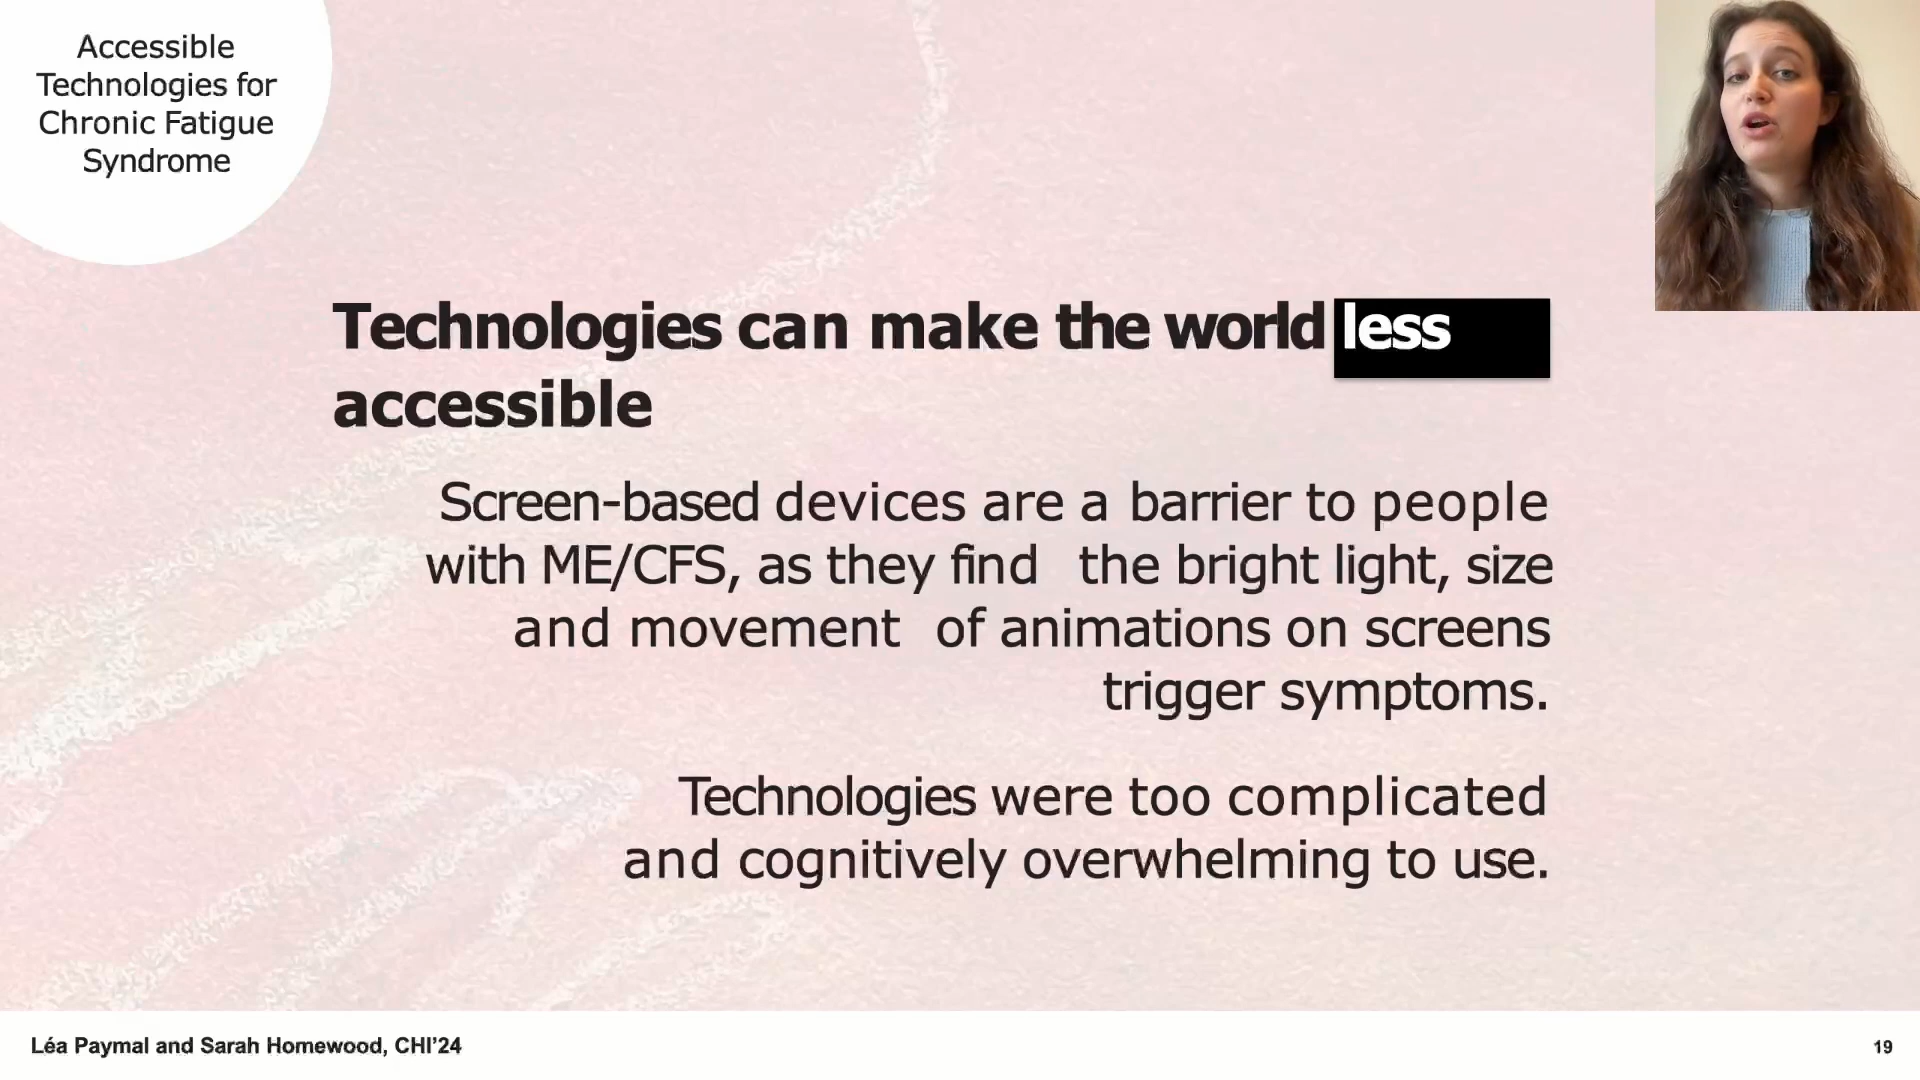 Accessible
Technologies for
Chronic Fatigue
Syndrome
Technologies can make the world less
accessible
Screen-based devices are a barrier to people
with ME/CFS, as they find the bright light, size
and movement of animations on screens
trigger symptoms.
Technologies were too complicated
and cognitively overwhelming to use.
Léa Paymal and Sarah Homewood, CHI’24
19